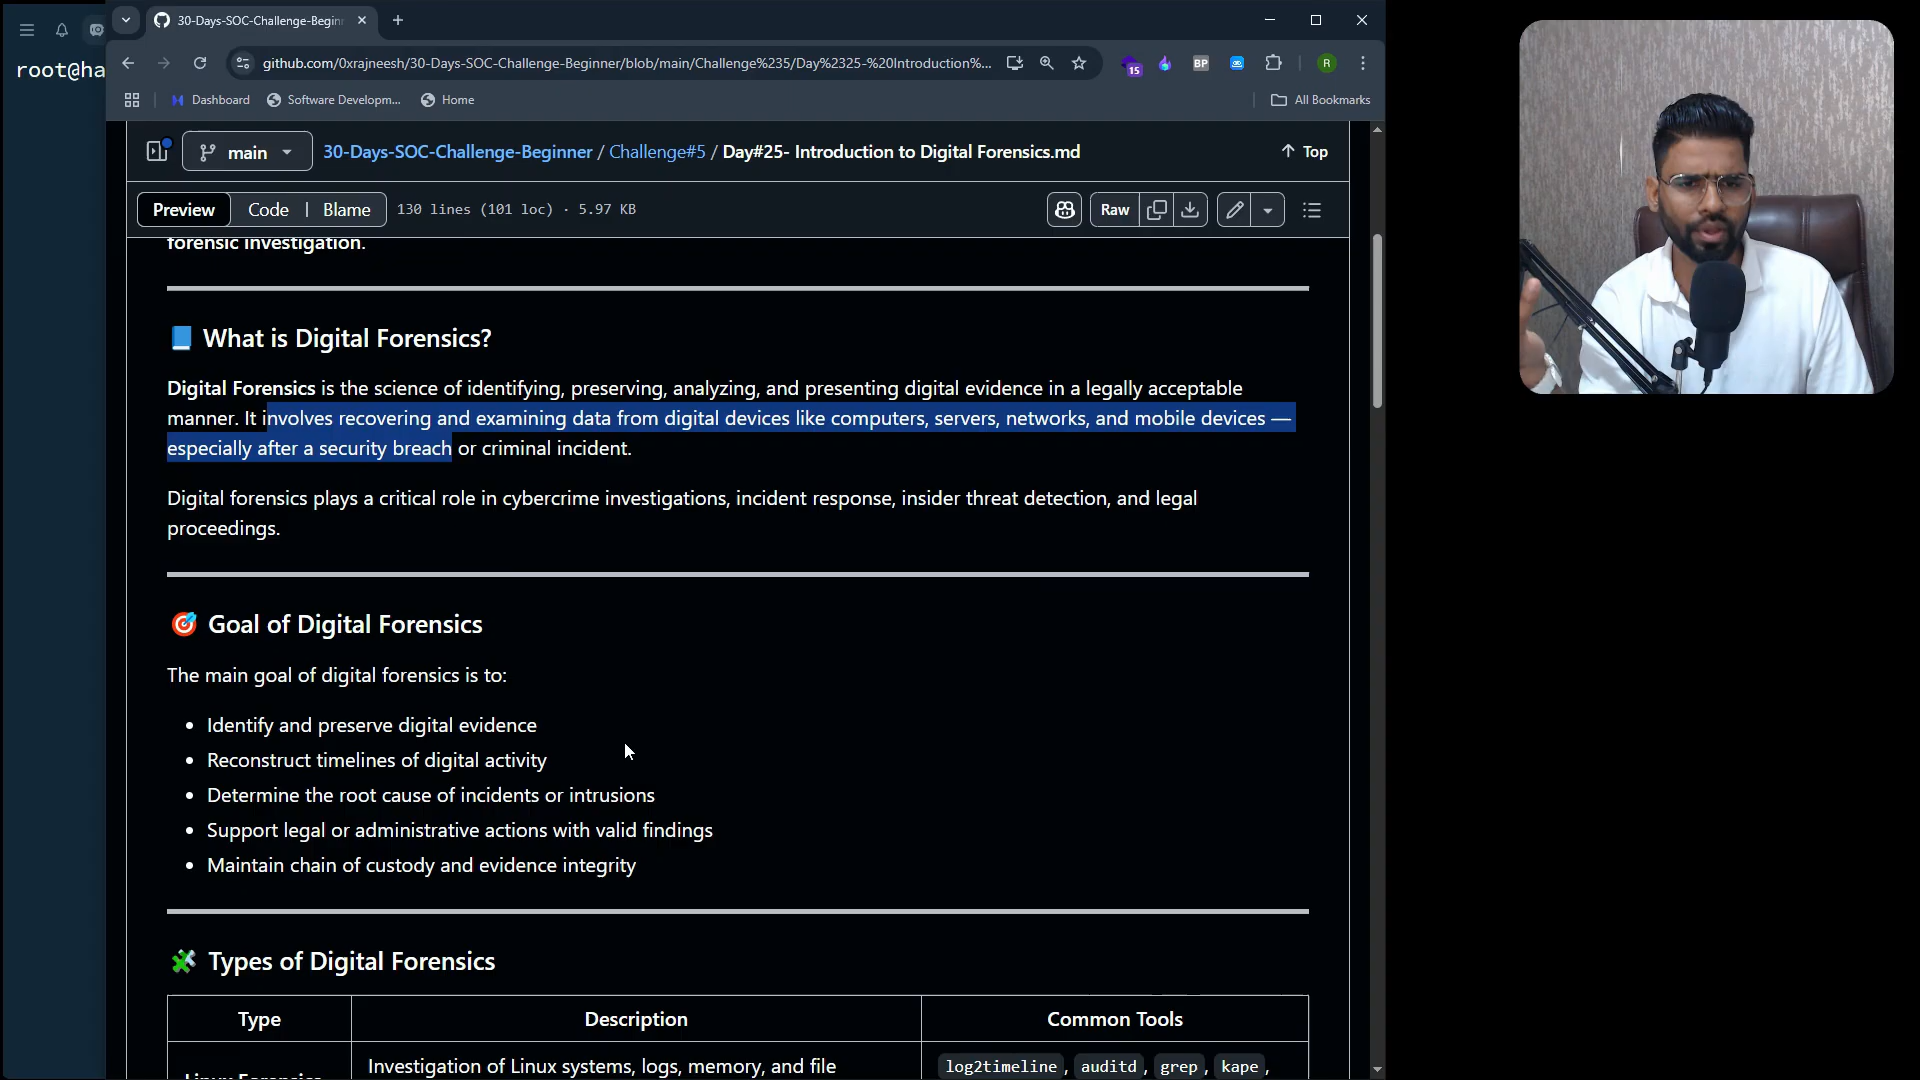 30-Days-SOC-Challenge-Beginn
root@ha
github.com/0xrajneesh/30-Days-SOC-Challenge-Beginner/blob/main/Challenge%235/Day%2325-%20Introduction%...
15
BP
R
Dashboard
Software Developm...
Home
All Bookmarks
main
30-Days-SOC-Challenge-Beginner / Challenge#5 / Day#25- Introduction to Digital Forensics.md
Top
Preview
Code
Blame
130 lines (101 loc) · 5.97 KB
Raw
forensic investigation.
What is Digital Forensics?
Digital Forensics is the science of identifying, preserving, analyzing, and presenting digital evidence in a legally acceptable
manner. It involves recovering and examining data from digital devices like computers, servers, networks, and mobile devices —
especially after a security breach or criminal incident.
Digital forensics plays a critical role in cybercrime investigations, incident response, insider threat detection, and legal
proceedings.
Goal of Digital Forensics
The main goal of digital forensics is to:
• Identify and preserve digital evidence
• Reconstruct timelines of digital activity
• Determine the root cause of incidents or intrusions
• Support legal or administrative actions with valid findings
• Maintain chain of custody and evidence integrity
Types of Digital Forensics
Type
Description
Common Tools
Linux Forensics
Investigation of Linux systems, logs, memory, and file
log2timeline, auditd, grep, kape,